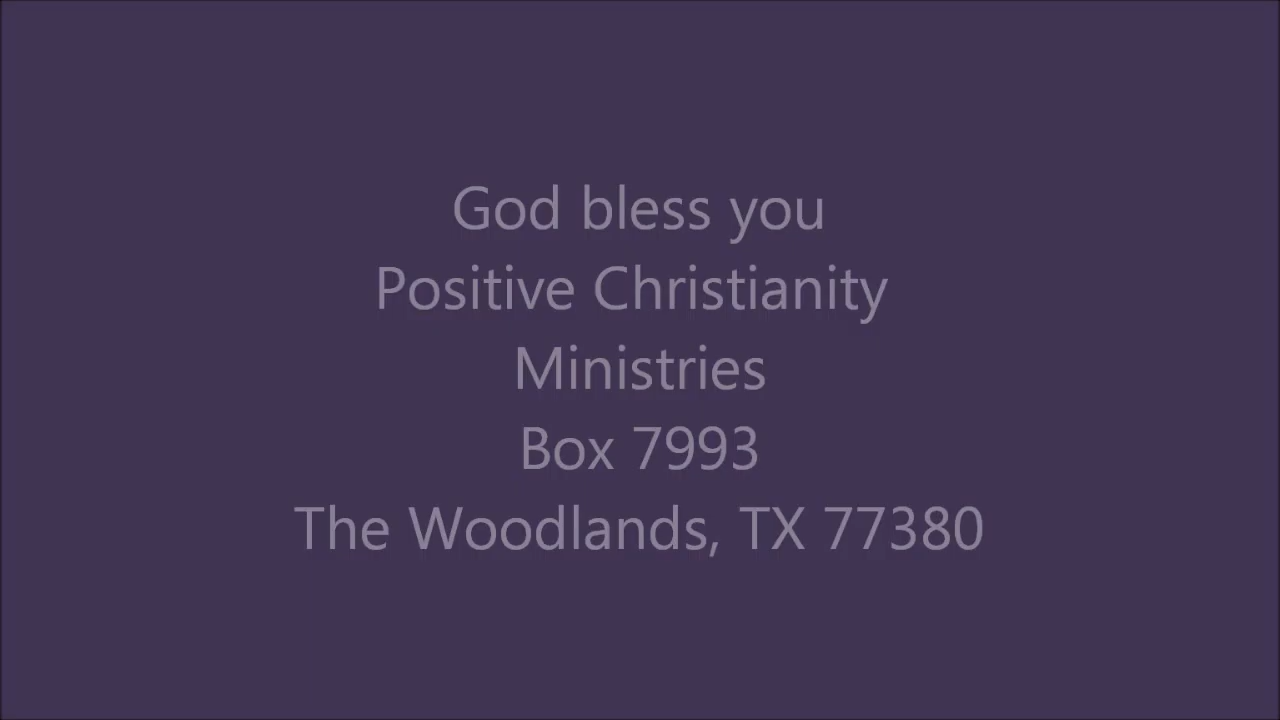 God bless you
Positive Christianity
Ministries
Box 7993
The Woodlands, TX 77380